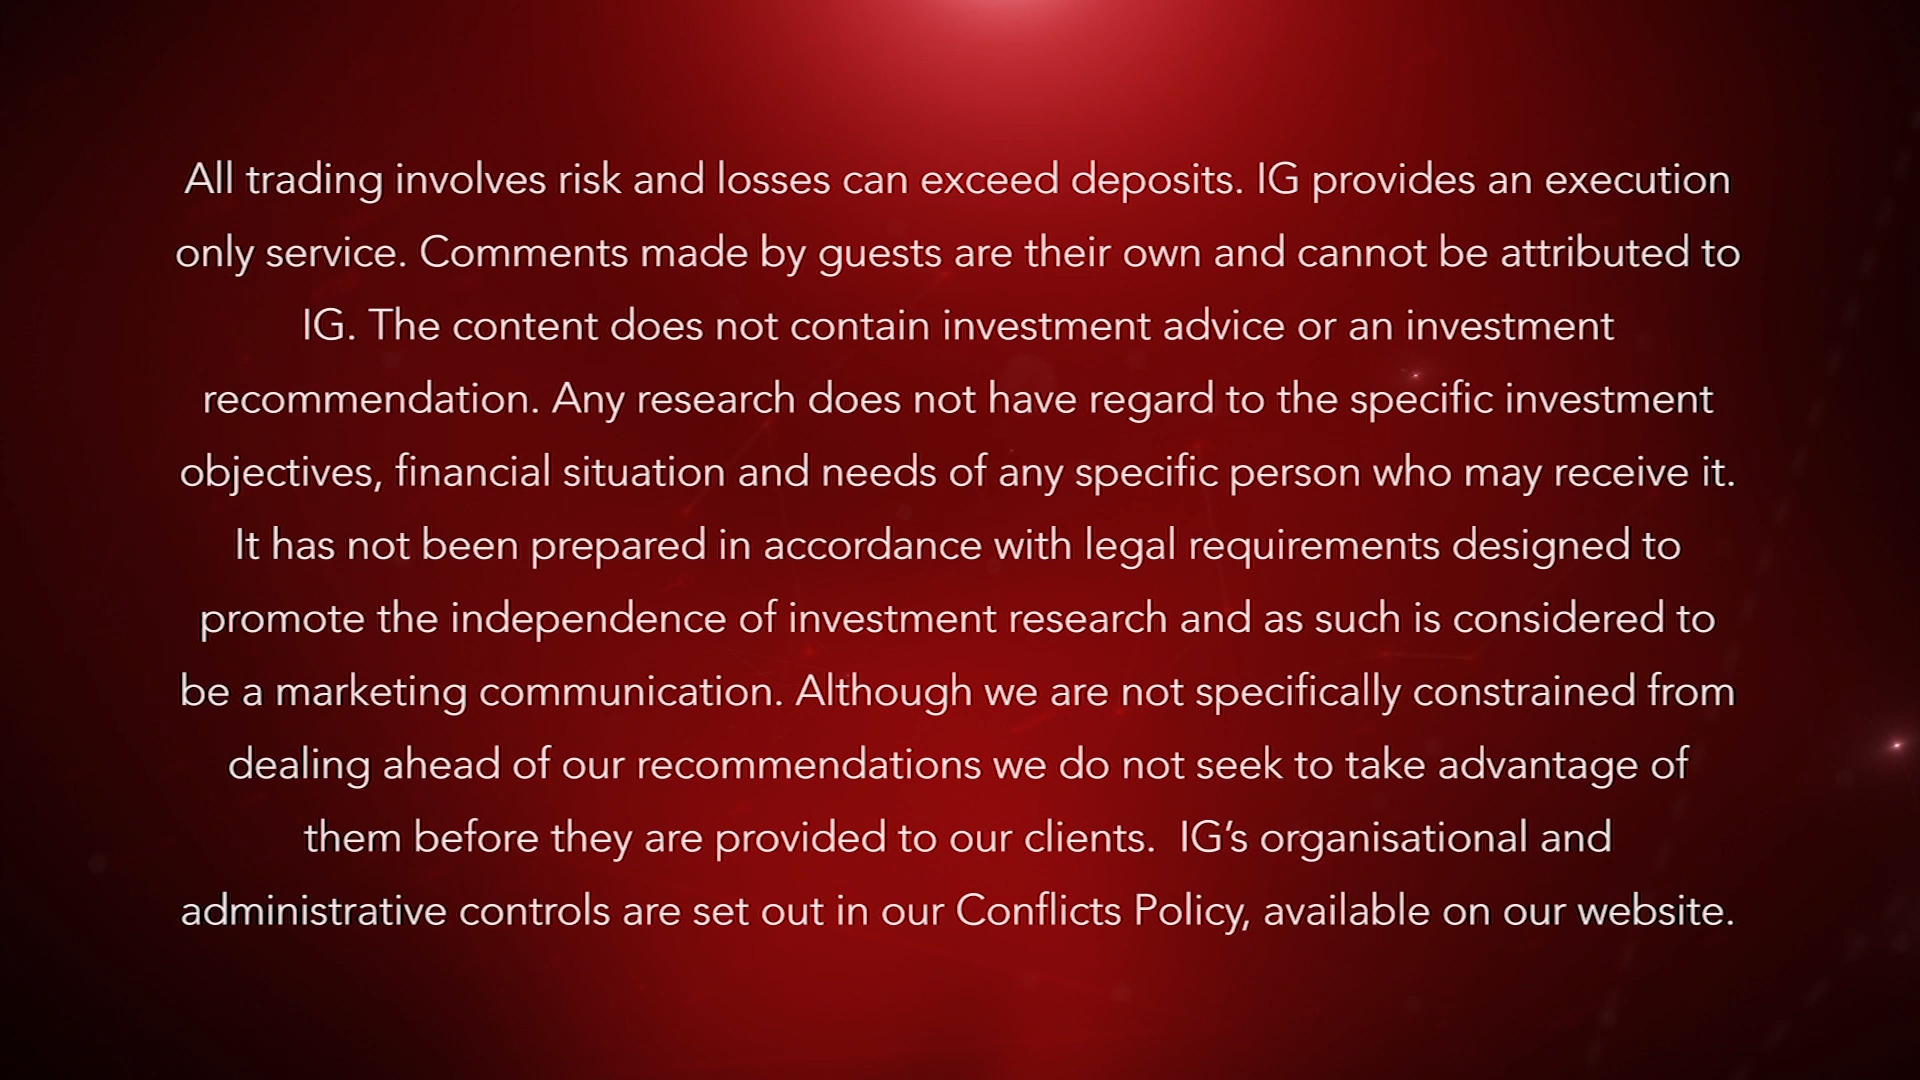 All trading involves risk and losses can exceed deposits. IG provides an execution
only service. Comments made by guests are their own and cannot be attributed to
IG. The content does not contain investment advice or an investment
recommendation. Any research does not have regard to the specific investment
objectives, financial situation and needs of any specific person who may receive it.
It has not been prepared in accordance with legal requirements designed to
promote the independence of investment research and as such is considered to
be a marketing communication. Although we are not specifically constrained from
dealing ahead of our recommendations we do not seek to take advantage of
them before they are provided to our clients.  IG’s organisational and
administrative controls are set out in our Conflicts Policy, available on our website.